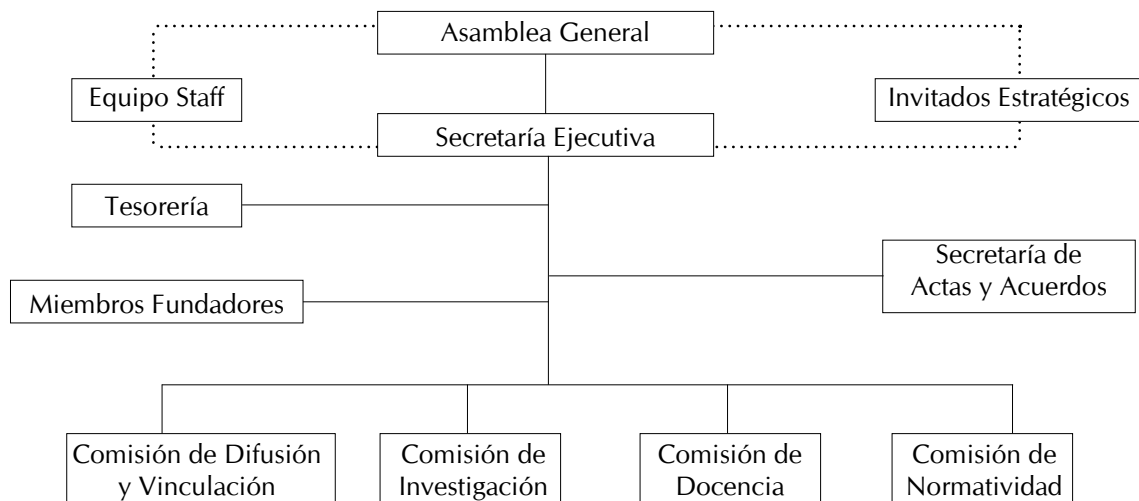 Asamblea General
Equipo Staff
Invitados Estratégicos
Secretaría Ejecutiva
Tesorería
Secretaría de
Actas y Acuerdos
Miembros Fundadores
Comisión de Difusión
y Vinculación
Comisión de
Investigación
Comisión de
Docencia
Comisión de
Normatividad